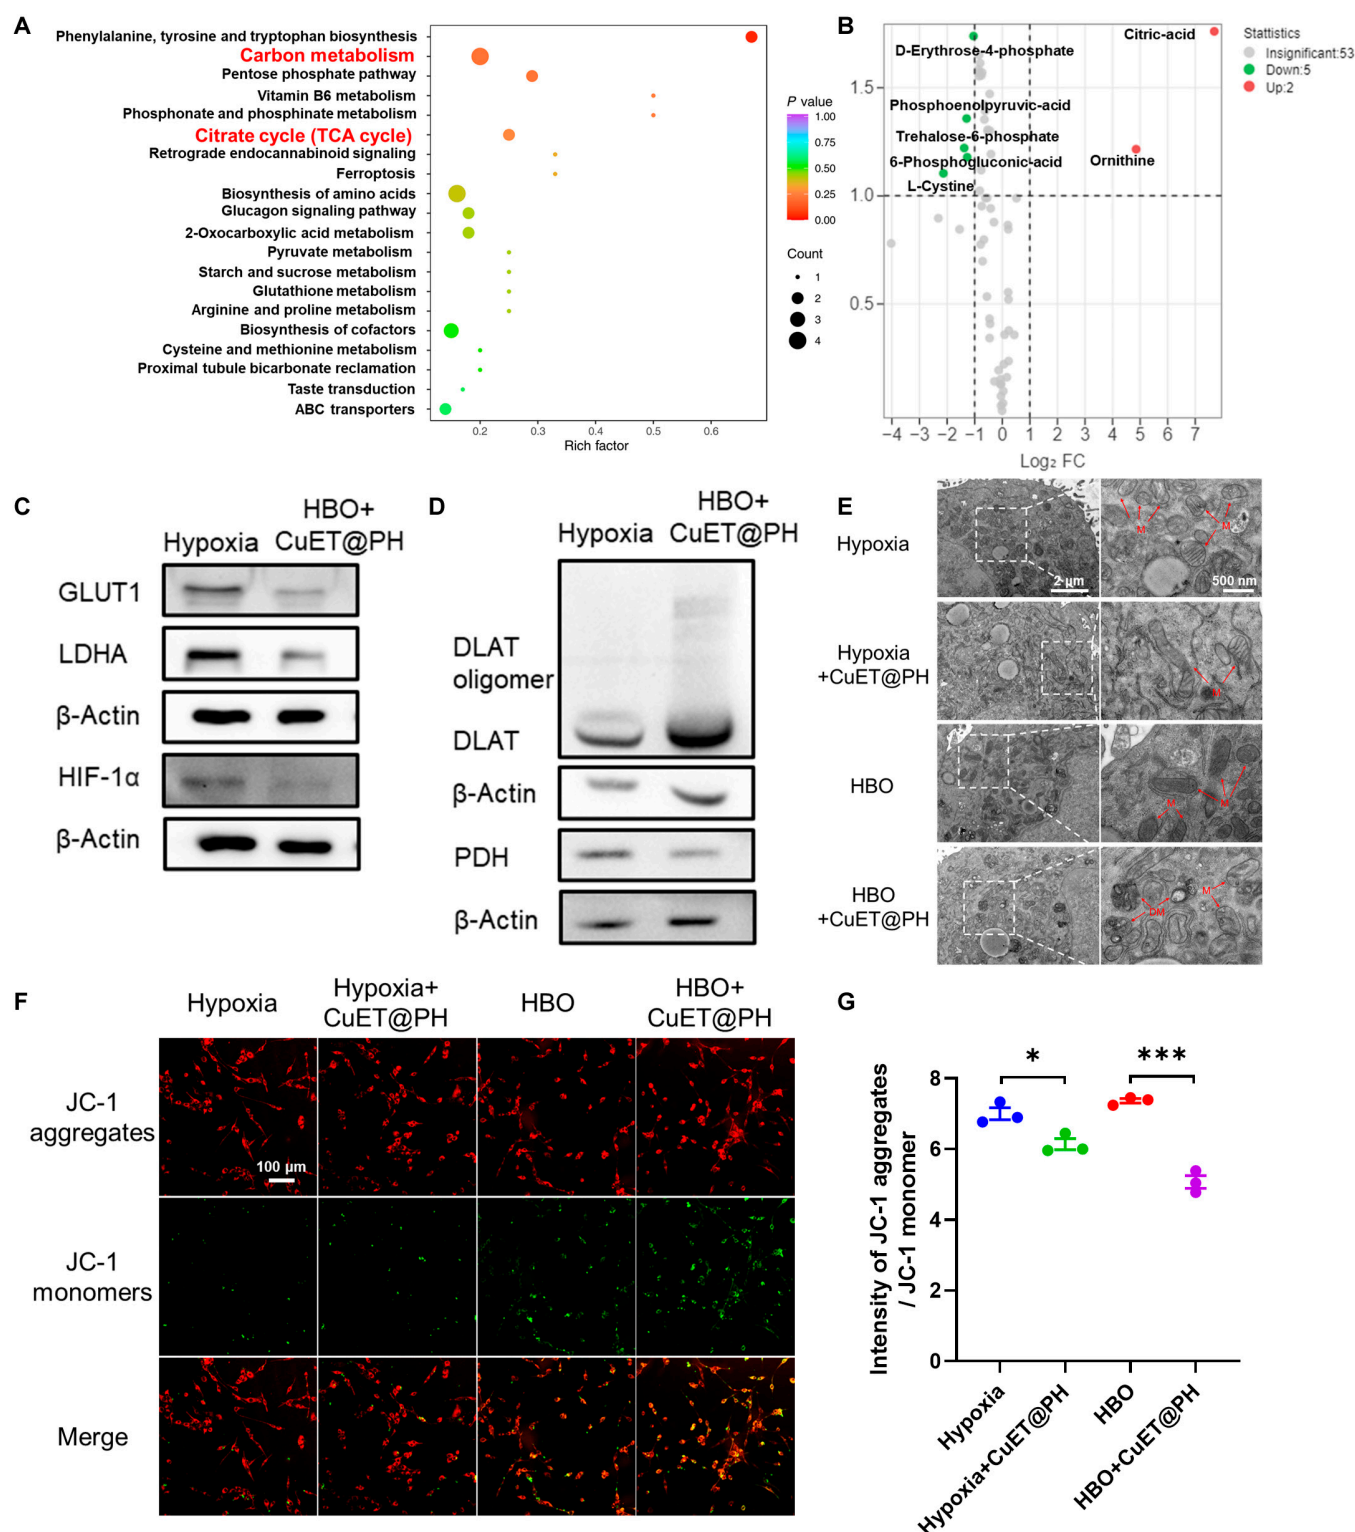 A
Phenylalanine, tyrosine and tryptophan biosynthesis
Carbon metabolism
Pentose phosphate pathway
Vitamin B6 metabolism
Phosphonate and phosphinate metabolism
Citrate cycle (TCA cycle)
Retrograde endocannabinoid signaling
Ferroptosis
Biosynthesis of amino acids
Glucagon signaling pathway
2-Oxocarboxylic acid metabolism
Pyruvate metabolism
Starch and sucrose metabolism
Glutathione metabolism
Arginine and proline metabolism
Biosynthesis of cofactors
Cysteine and methionine metabolism
Proximal tubule bicarbonate reclamation
Taste transduction
ABC transporters
0.2 0.3 0.4 0.5 0.6
Rich factor
P value
1.00
0.75
0.50
0.25
0.00
Count
1
2
3
4
B
Citric-acid
D-Erythrose-4-phosphate
Phosphoenolpyruvic-acid
Trehalose-6-phosphate
6-Phosphogluconic-acid
Ornithine
L-Cystine
1.5
1.0
0.5
−4 −3 −2 −1 0 1 2 3 4 5 6 7
Log₂ FC
Statistics
Insignificant:53
Down:5
Up:2
C
Hypoxia
HBO+
CuET@PH
GLUT1
LDHA
β-Actin
HIF-1α
β-Actin
D
Hypoxia
HBO+
CuET@PH
DLAT
oligomer
DLAT
β-Actin
PDH
β-Actin
E
Hypoxia
M
M
2 μm
500 nm
Hypoxia
+CuET@PH
M
HBO
M
M
HBO
+CuET@PH
M
DM
F
Hypoxia
Hypoxia+
CuET@PH
HBO
HBO+
CuET@PH
JC-1
aggregates
100 μm
JC-1
monomers
Merge
G
Intensity of JC-1 aggregates
/ JC-1 monomer
8
6
4
2
0
*
***
Hypoxia
Hypoxia+CuET@PH
HBO
HBO+CuET@PH